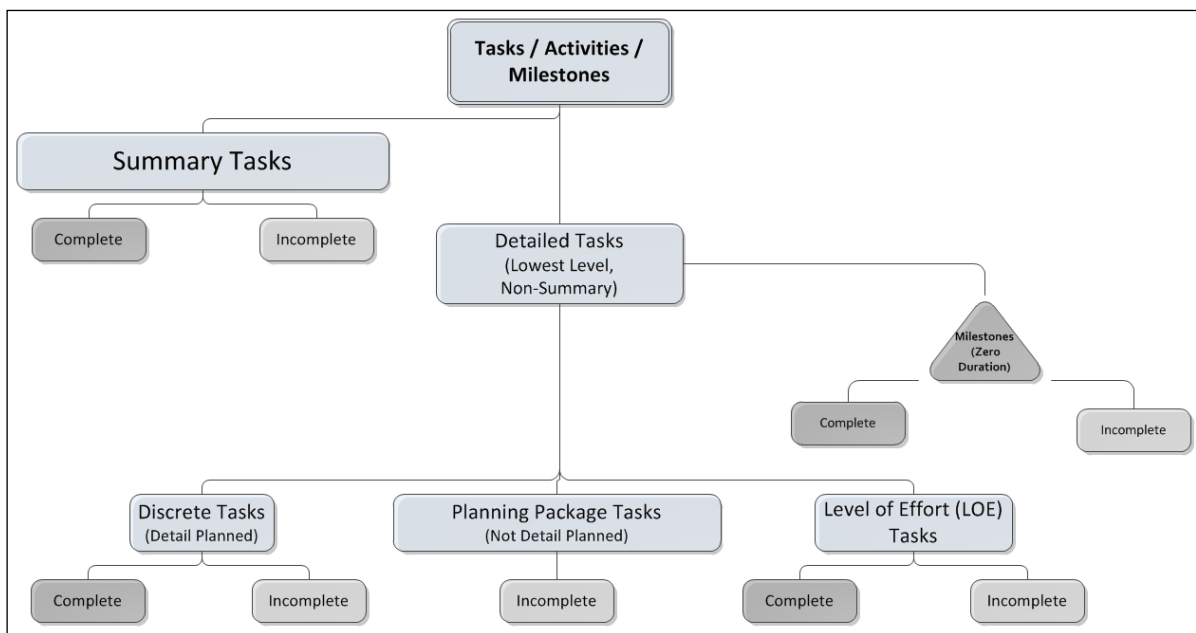 Tasks / Activities /
Milestones
Summary Tasks
Complete
Incomplete
Detailed Tasks
(Lowest Level,
Non-Summary)
Milestones
(Zero
Duration)
Complete
Incomplete
Discrete Tasks
(Detail Planned)
Planning Package Tasks
(Not Detail Planned)
Level of Effort (LOE)
Tasks
Complete
Incomplete
Incomplete
Complete
Incomplete